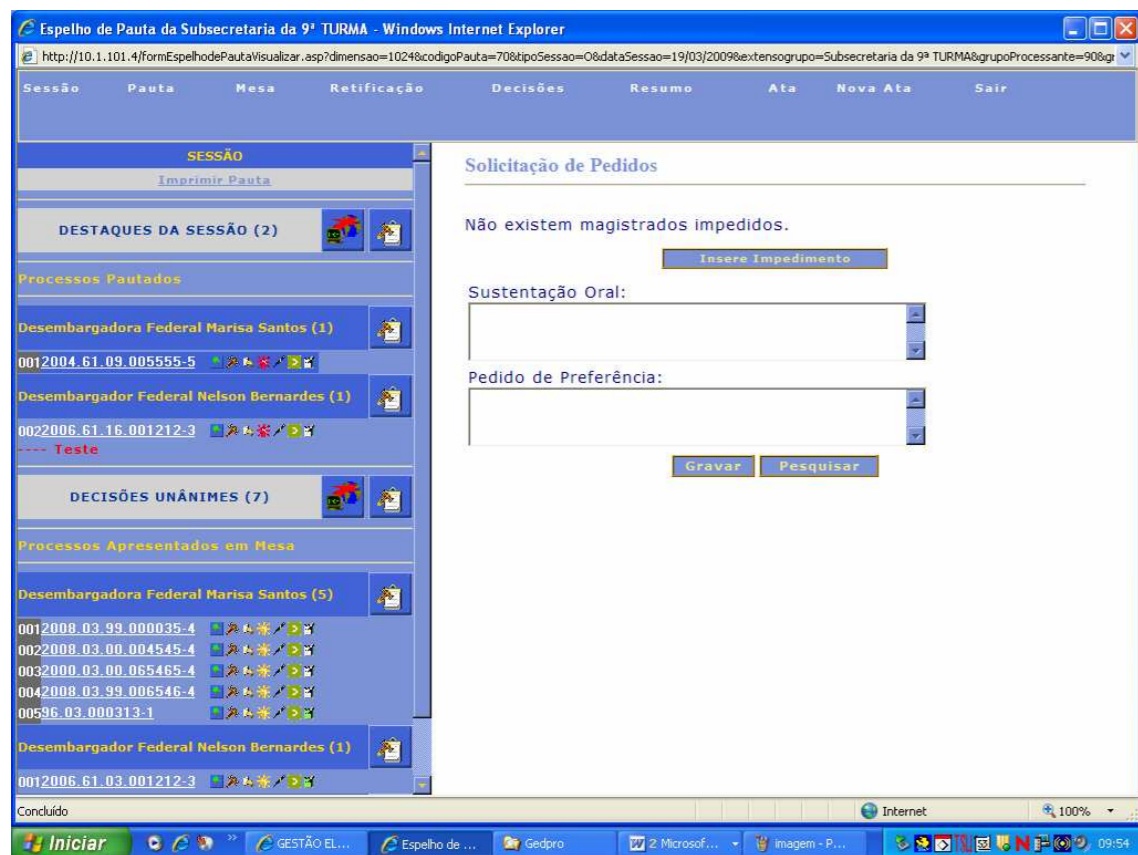 Espelho de Pauta da Subsecretaria da 9ª TURMA - Windows Internet Explorer
http://10.1.101.4/formEspelhodePautaVisualizar.asp?dimensao=1024&codigoPauta=70&tipoSessao=O&dataSessao=19/03/2009&extensogrupo=Subsecretaria da 9ª TURMA&grupoProcessante=90&gr
Sessão Pauta Mesa Retificação Decisões Resumo Ata Nova Ata Sair
SESSÃO
Imprimir Pauta
DESTAQUES DA SESSÃO (2)
Processos Pautados
Desembargadora Federal Marisa Santos (1)
001 2004.61.09.005555-5
Desembargador Federal Nelson Bernardes (1)
002 2006.61.16.001212-3
---- Teste
DECISÕES UNÂNIMES (7)
Processos Apresentados em Mesa
Desembargadora Federal Marisa Santos (5)
001 2008.03.99.000035-4
002 2008.03.00.004545-4
003 2000.03.00.065465-4
004 2008.03.99.006546-4
005 96.03.000313-1
Desembargador Federal Nelson Bernardes (1)
001 2006.61.03.001212-3
Solicitação de Pedidos
Não existem magistrados impedidos.
Insere Impedimento
Sustentação Oral:
Pedido de Preferência:
Gravar Pesquisar
Concluído Internet 100%
Iniciar GESTÃO EL... Espelho de ... Gedpro 2 Microsof... imagem - P... 09:54